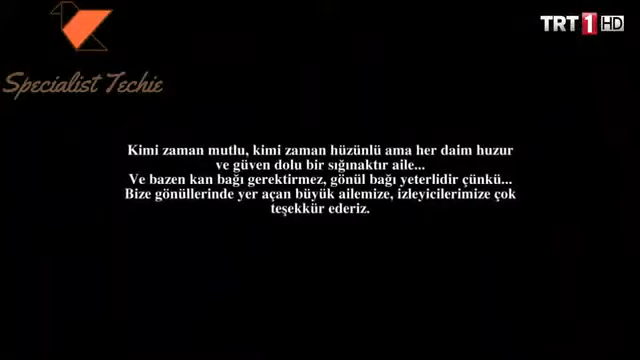 TRT 1 HD
Specialist Techie
Kimi zaman mutlu, kimi zaman hüzünlü ama her daim huzur
ve güven dolu bir sığınaktır aile...
Ve bazen kan bağı gerektirmez, gönül bağı yeterlidir çünkü...
Bize gönüllerinde yer açan büyük ailemize, izleyicilerimize çok
teşekkür ederiz.